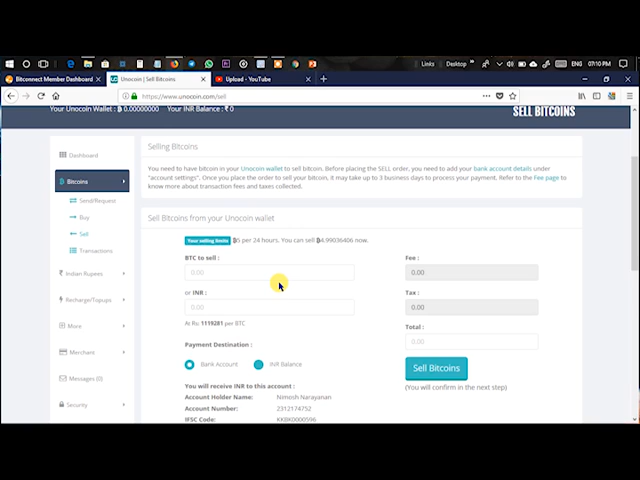 Links Desktop ENG 07:10 PM
Bitconnect Member Dashboard
Unocoin | Sell Bitcoins
Upload - YouTube
https://www.unocoin.com/sell
Your Unocoin Wallet : ฿ 0.00000000 Your INR Balance : ₹ 0
SELL BITCOINS
Dashboard
Bitcoins
Send/Request
Buy
Sell
Transactions
Indian Rupees
Recharge/Topups
More
Merchant
Messages (0)
Security
Selling Bitcoins
You need to have bitcoin in your Unocoin wallet to sell bitcoin. Before placing the SELL order, you need to add your bank account details under
"account settings". Once you place the order to sell your bitcoin, it may take up to 3 business days to process your payment. Refer to the Fee page to
know more about transaction fees and taxes collected.
Sell Bitcoins from your Unocoin wallet
Your selling limits ฿5 per 24 hours. You can sell ฿4.99036406 now.
BTC to sell :
0.00
or INR :
0.00
At Rs: 1119281 per BTC
Payment Destination :
Bank Account INR Balance
You will receive INR to this account :
Account Holder Name : Nimesh Narayanan
Account Number: 2312174752
IFSC Code: KKBK0000596
Fee :
0.00
Tax :
0.00
Total :
0.00
Sell Bitcoins
(You will confirm in the next step)